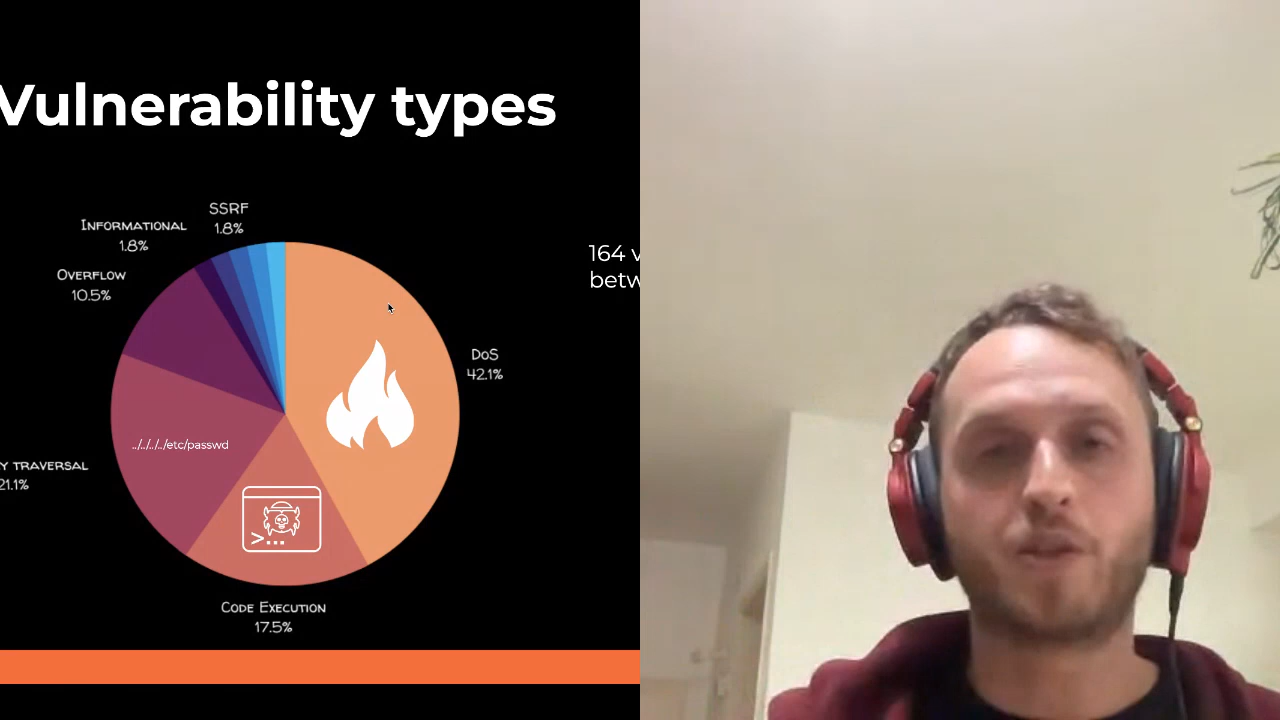 Vulnerability types
SSRF
1.8%
Informational
1.8%
Overflow
10.5%
164
DoS
42.1%
../../../../etc/passwd
Y TRAVERSAL
21.1%
>...
Code Execution
17.5%